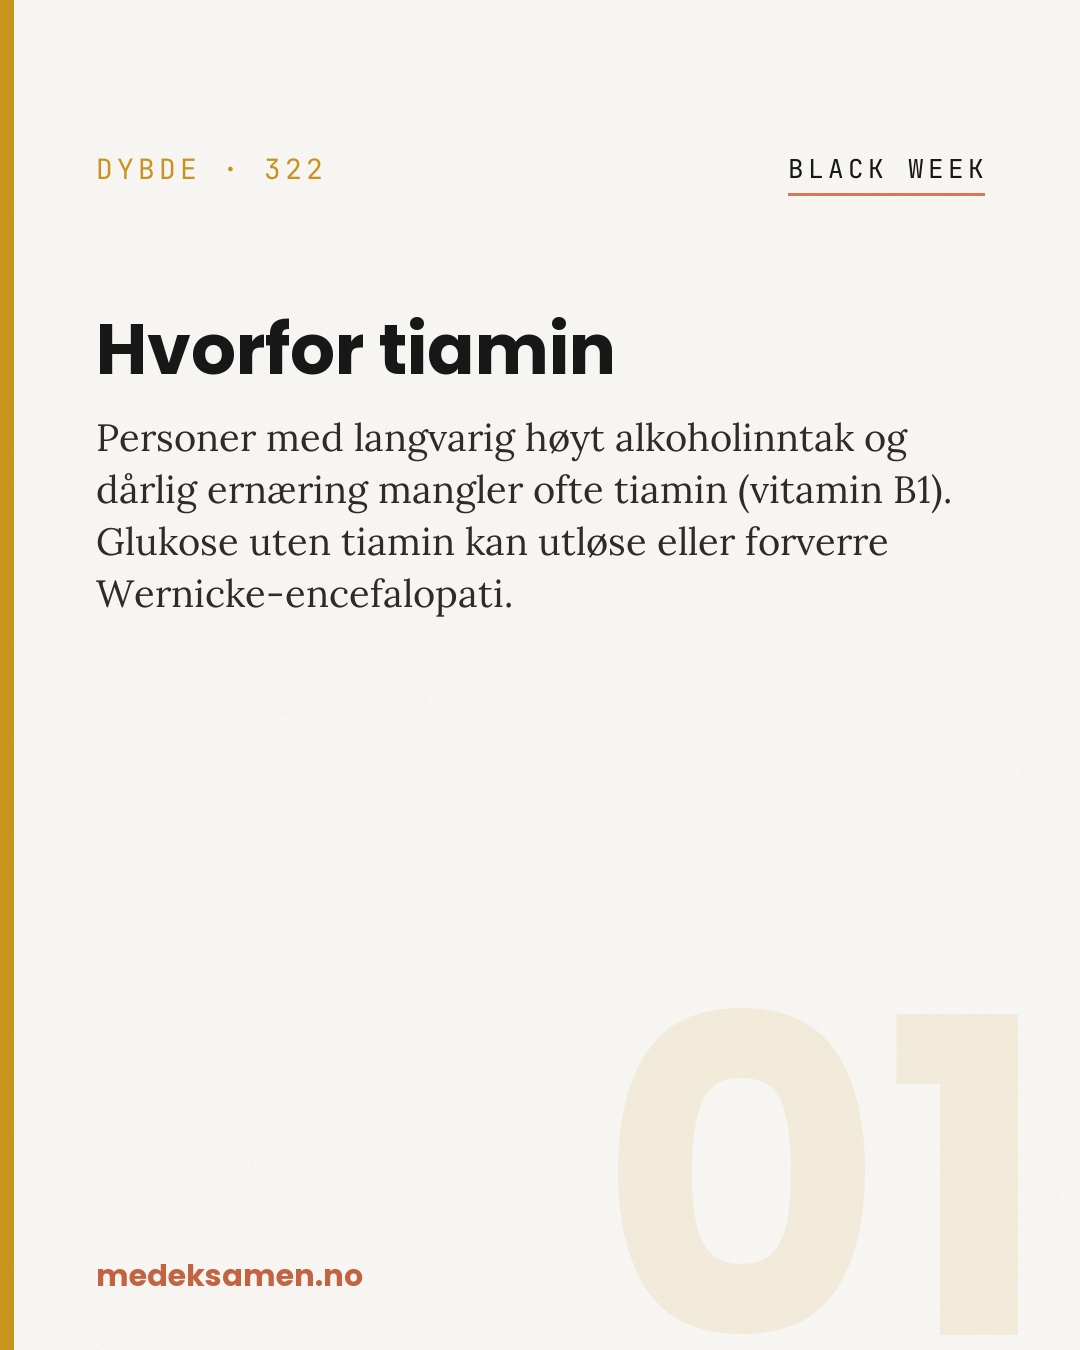 DYBDE · 322
BLACK WEEK
Hvorfor tiamin
Personer med langvarig høyt alkoholinntak og
dårlig ernæring mangler ofte tiamin (vitamin B1).
Glukose uten tiamin kan utløse eller forverre
Wernicke-encefalopati.
01
medeksamen.no